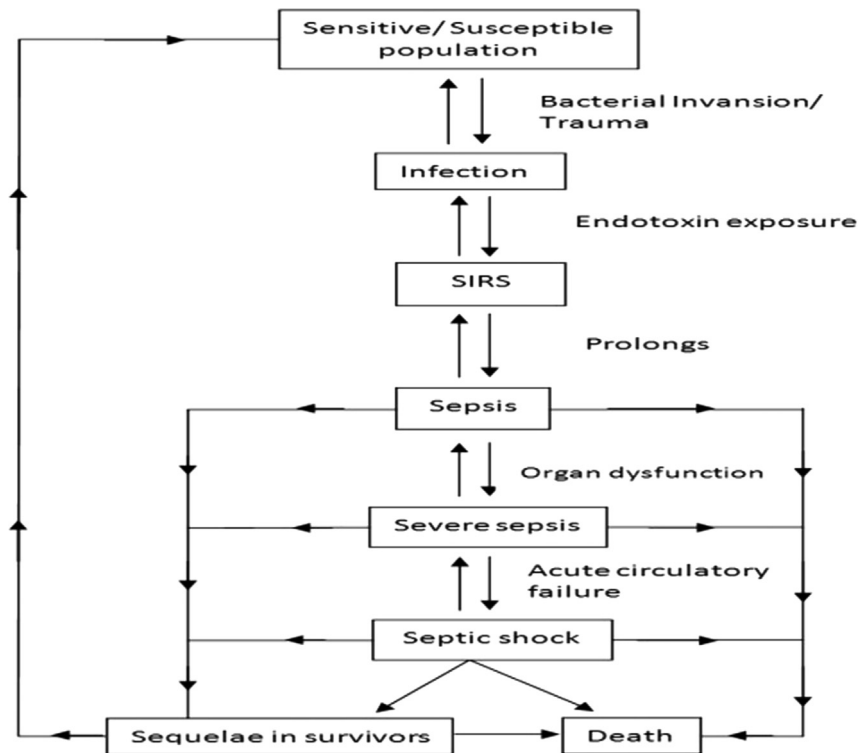 Sensitive/ Susceptible
population
Bacterial Invansion/
Trauma
Infection
Endotoxin exposure
SIRS
Prolongs
Sepsis
Organ dysfunction
Severe sepsis
Acute circulatory
failure
Septic shock
Sequelae in survivors
Death